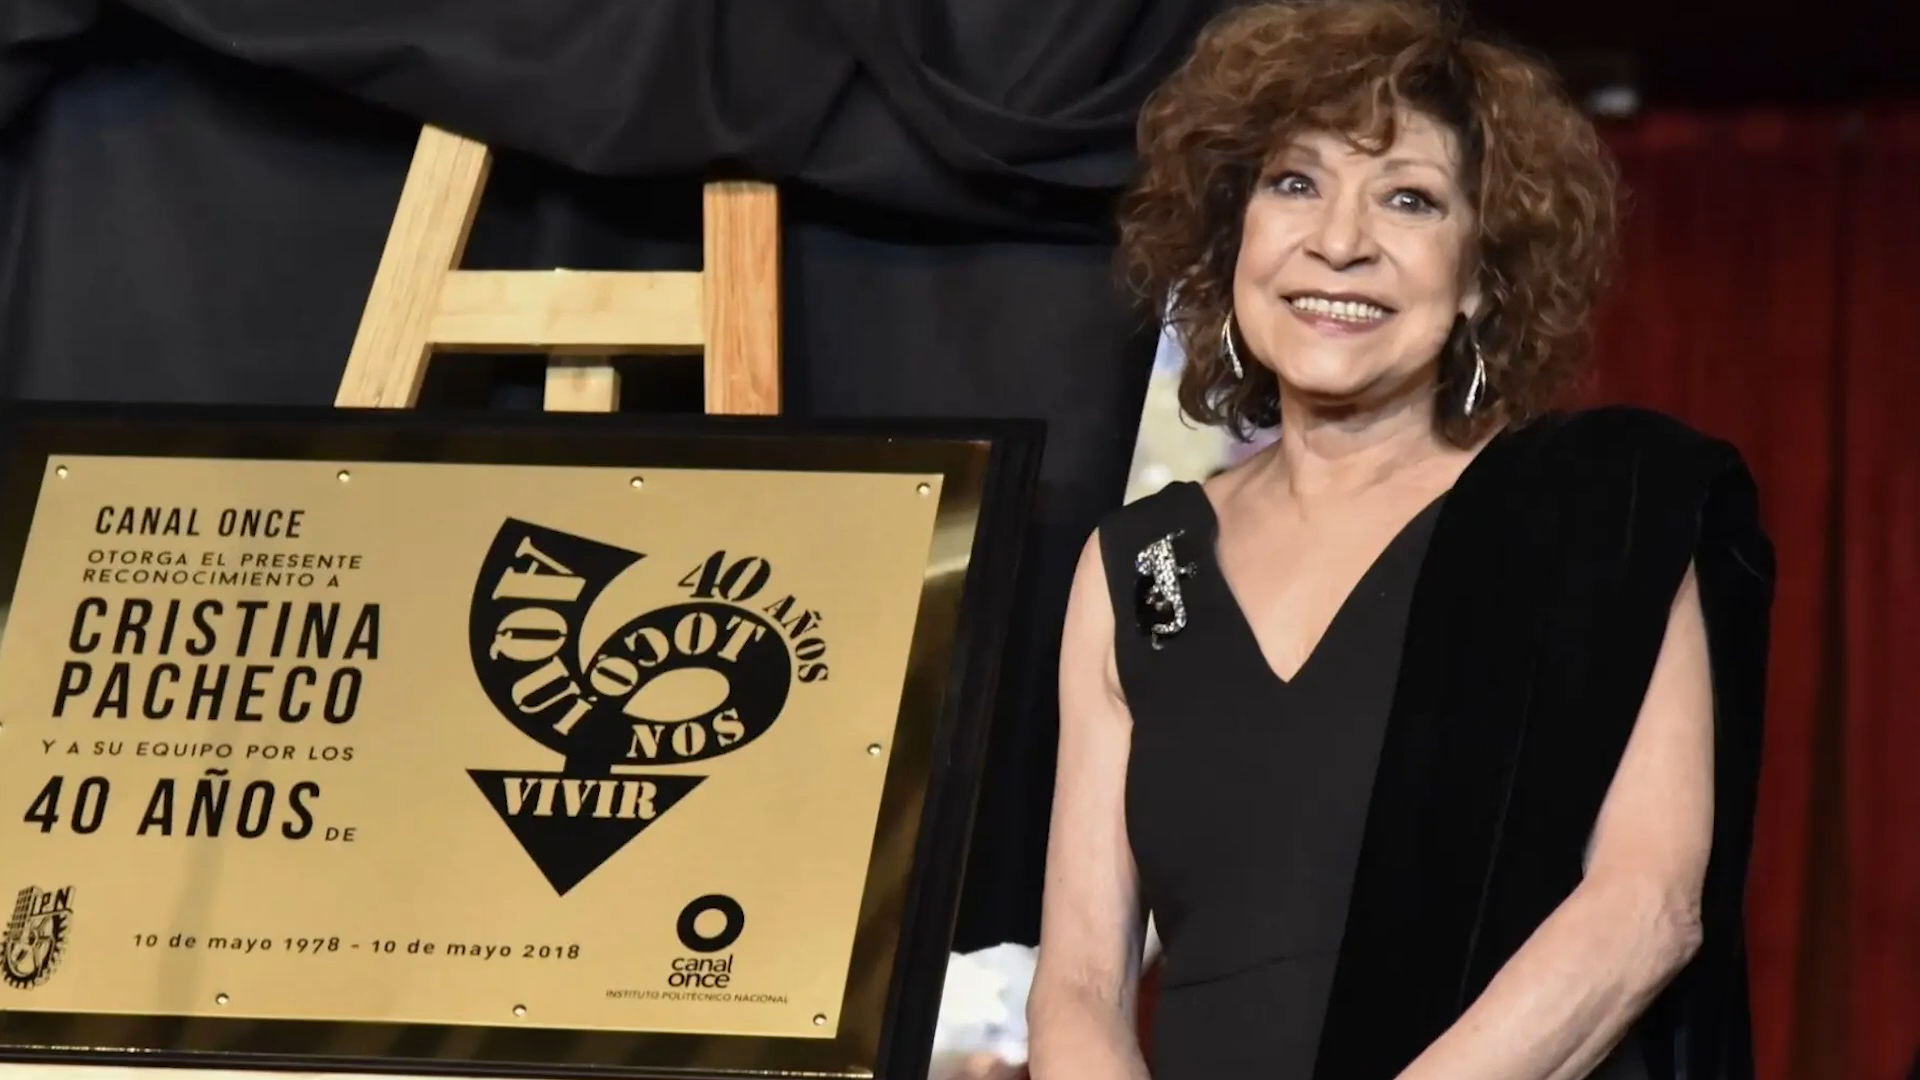 CANAL ONCE
OTORGA EL PRESENTE
RECONOCIMIENTO A
CRISTINA
PACHECO
Y A SU EQUIPO POR LOS
40 AÑOS DE
AQUÍ
NOS
TOCÓ
VIVIR
40 AÑOS
IPN
10 de mayo 1978 - 10 de mayo 2018
canal
once
INSTITUTO POLITÉCNICO NACIONAL